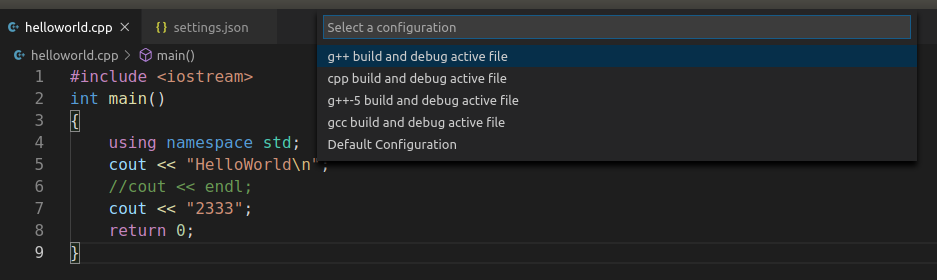 helloworld.cpp × {} settings.json
Select a configuration
helloworld.cpp > main()
g++ build and debug active file
cpp build and debug active file
g++-5 build and debug active file
gcc build and debug active file
Default Configuration
1 #include <iostream>
2 int main()
3 {
4 using namespace std;
5 cout << "HelloWorld\n";
6 //cout << endl;
7 cout << "2333";
8 return 0;
9 }